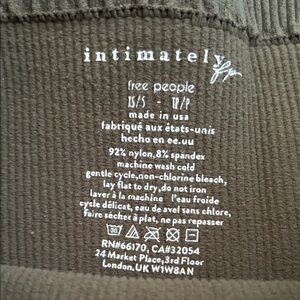 intimately
free people
XS/S - TP/P
made in usa
fabriqué aux états-unis
hecho en ee.uu
92% nylon, 8% spandex
machine wash cold
gentle cycle,non-chlorine bleach,
lay flat to dry,do not iron
laver à la machine l'eau froide
cycle délicat, eau de javel sans chlore,
faire sécher à plat, ne pas repasser
RN#66170, CA#32054
24 Market Place,3rd Floor
London,UK W1W8AN